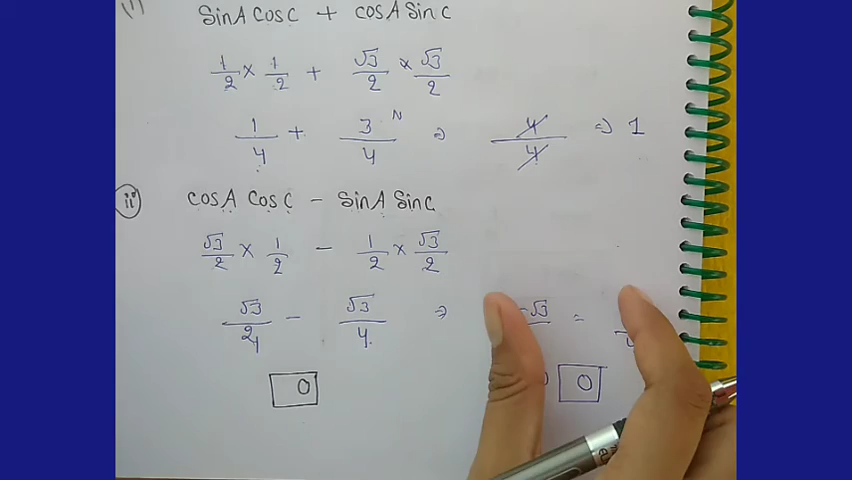 (i) SinA CosC + cosA Sinc
1/2 × 1/2 + √3/2 × √3/2
1/4 + 3/4 N ⇒ 4/4 ⇒ 1
ii) cosA cosc - SinA Sinc
√3/2 × 1/2 - 1/2 × √3/2
√3/4 - √3/4 ⇒ -√3 =
0 0